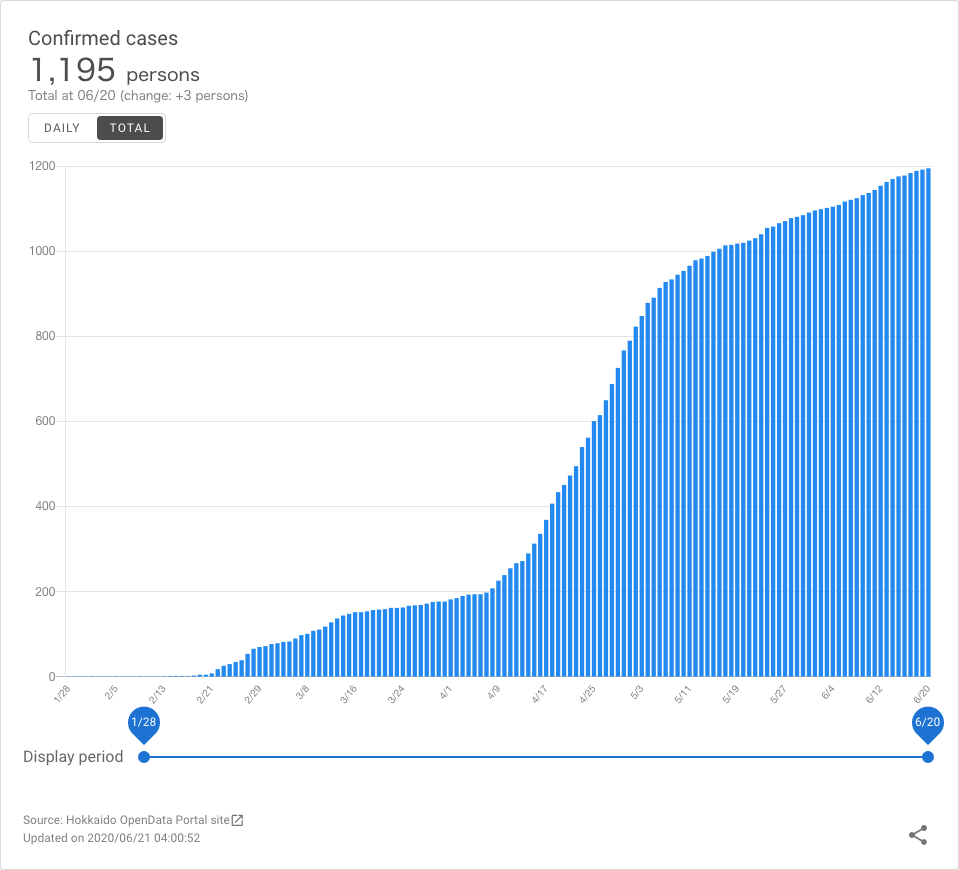 Confirmed cases
1,195 persons
Total at 06/20 (change: +3 persons)
DAILY TOTAL
1200
1000
800
600
400
200
0
1/28 2/5 2/13 2/21 2/29 3/8 3/16 3/24 4/1 4/9 4/17 4/25 5/3 5/11 5/19 5/27 6/4 6/12 6/20
1/28 6/20
Display period
Source: Hokkaido OpenData Portal site
Updated on 2020/06/21 04:00:52